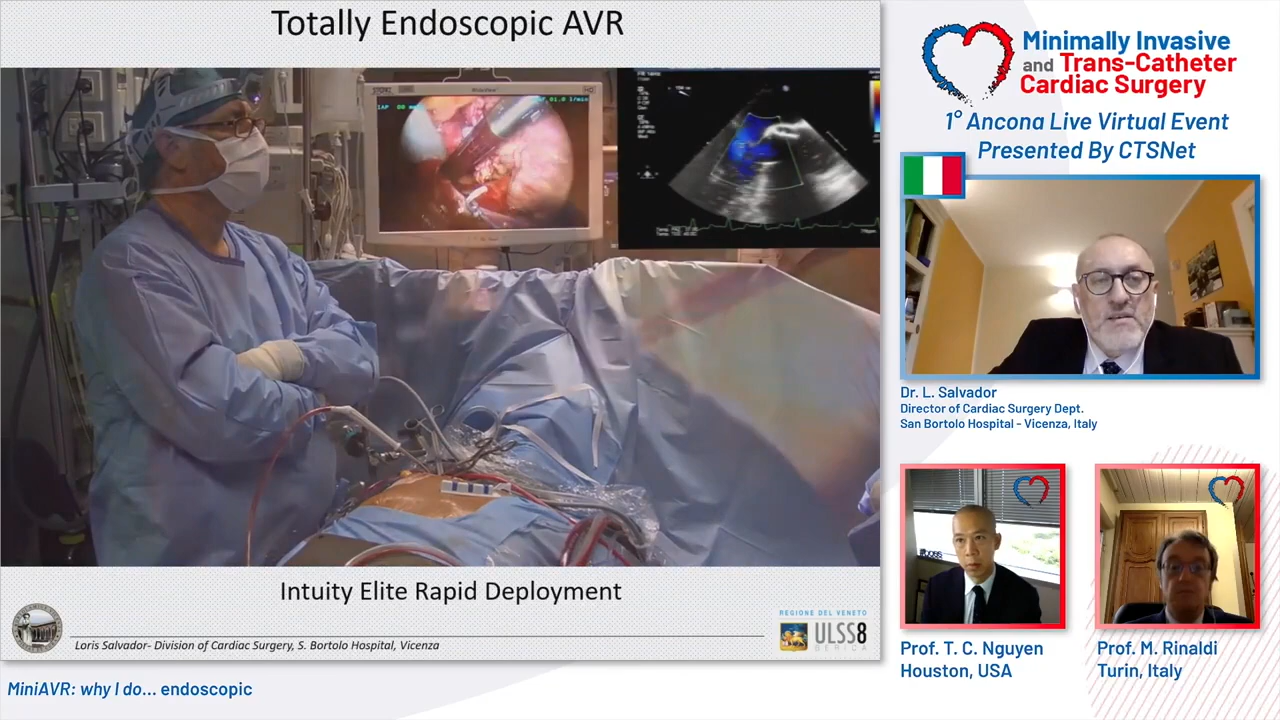 Totally Endoscopic AVR
Intuity Elite Rapid Deployment
Loris Salvador- Division of Cardiac Surgery, S. Bortolo Hospital, Vicenza
REGIONE DEL VENETO
ULSS8
BERICA
MiniAVR: why I do... endoscopic
Minimally Invasive
and Trans-Catheter
Cardiac Surgery
1° Ancona Live Virtual Event
Presented By CTSNet
Dr. L. Salvador
Director of Cardiac Surgery Dept.
San Bortolo Hospital - Vicenza, Italy
Prof. T. C. Nguyen
Houston, USA
Prof. M. Rinaldi
Turin, Italy